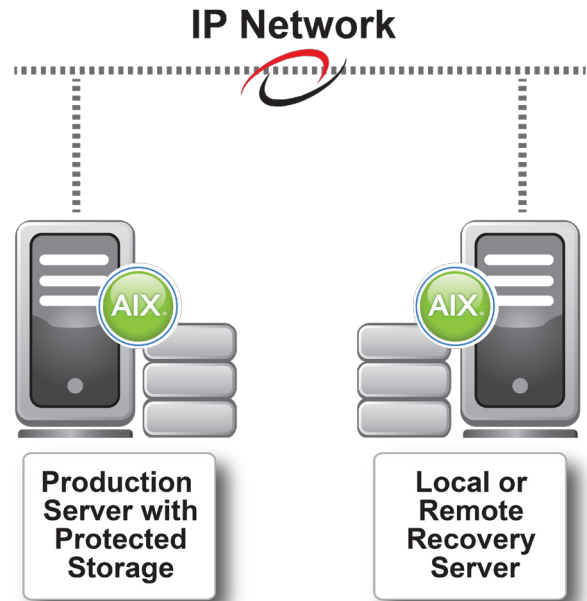 IP Network
AIX.
AIX.
Production
Server with
Protected
Storage
Local or
Remote
Recovery
Server